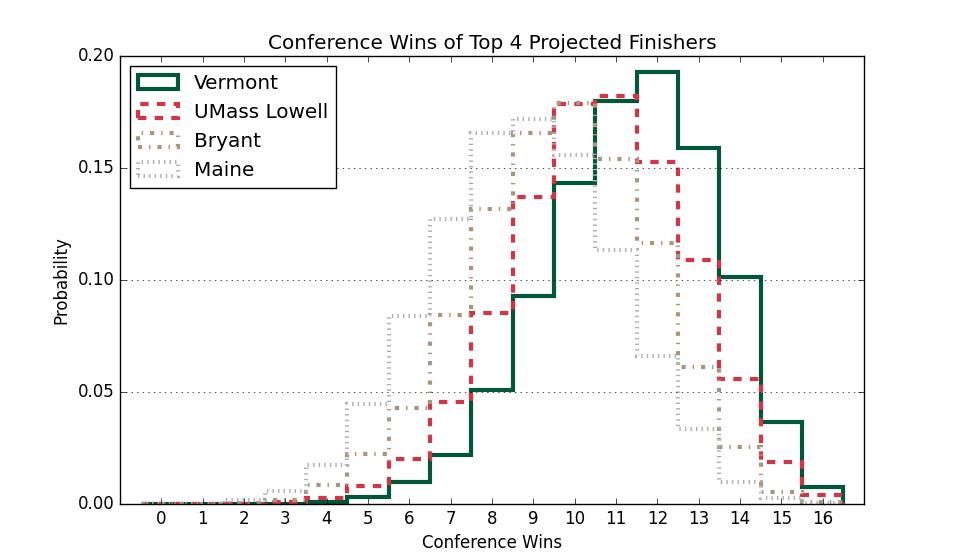 Conference Wins of Top 4 Projected Finishers
0.20
0.15
0.10
0.05
0.00
Probability
Vermont
UMass Lowell
Bryant
Maine
0 1 2 3 4 5 6 7 8 9 10 11 12 13 14 15 16
Conference Wins